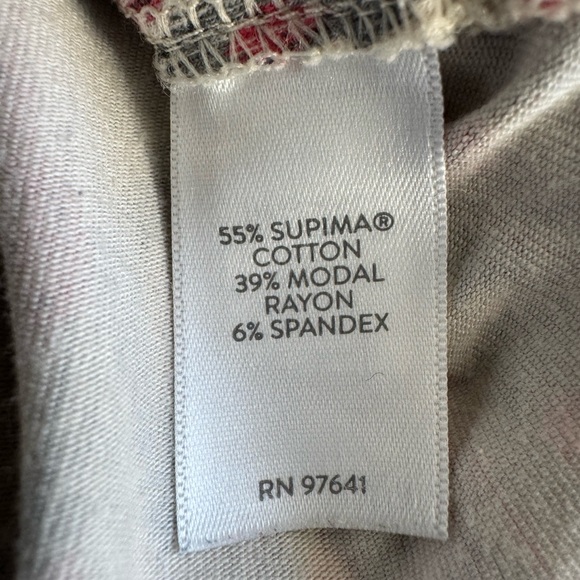 55% SUPIMA®
COTTON
39% MODAL
RAYON
6% SPANDEX
RN 97641